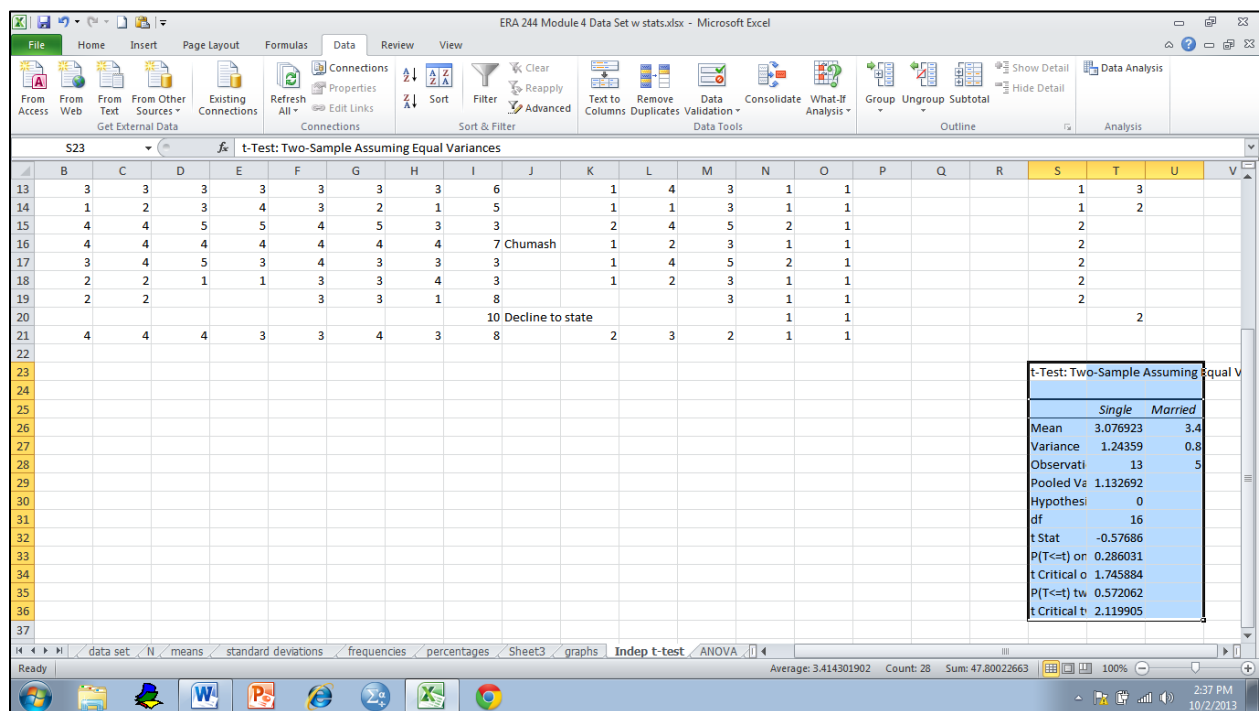 ERA 244 Module 4 Data Set w stats.xlsx - Microsoft Excel
File Home Insert Page Layout Formulas Data Review View
From Access
From Web
From Text
From Other Sources
Existing Connections
Get External Data
Refresh All
Connections
Properties
Edit Links
Connections
Sort
Filter
Clear
Reapply
Advanced
Sort & Filter
Text to Columns
Remove Duplicates
Data Validation
Consolidate
What-If Analysis
Data Tools
Group
Ungroup
Subtotal
Show Detail
Hide Detail
Outline
Data Analysis
Analysis
S23 fx t-Test: Two-Sample Assuming Equal Variances
B C D E F G H I J K L M N O P Q R S T U V
13 3 3 3 3 3 3 3 6 1 4 3 1 1 1 3
14 1 2 3 4 3 2 1 5 1 1 3 1 1 1 2
15 4 4 5 5 4 5 3 3 2 4 5 2 1 2
16 4 4 4 4 4 4 4 7 Chumash 1 2 3 1 1 2
17 3 4 5 3 4 3 3 3 1 4 5 2 1 2
18 2 2 1 1 3 3 4 3 1 2 3 1 1 2
19 2 2 3 3 1 8 3 1 1 2
20 10 Decline to state 1 1 2
21 4 4 4 3 3 4 3 8 2 3 2 1 1
22
23 t-Test: Two-Sample Assuming Equal V
24
25 Single Married
26 Mean 3.076923 3.4
27 Variance 1.24359 0.8
28 Observati 13 5
29 Pooled Va 1.132692
30 Hypothesi 0
31 df 16
32 t Stat -0.57686
33 P(T<=t) on 0.286031
34 t Critical o 1.745884
35 P(T<=t) tw 0.572062
36 t Critical t 2.119905
37
data set N means standard deviations frequencies percentages Sheet3 graphs Indep t-test ANOVA
Ready Average: 3.414301902 Count: 28 Sum: 47.80022663 100%
2:37 PM
10/2/2013